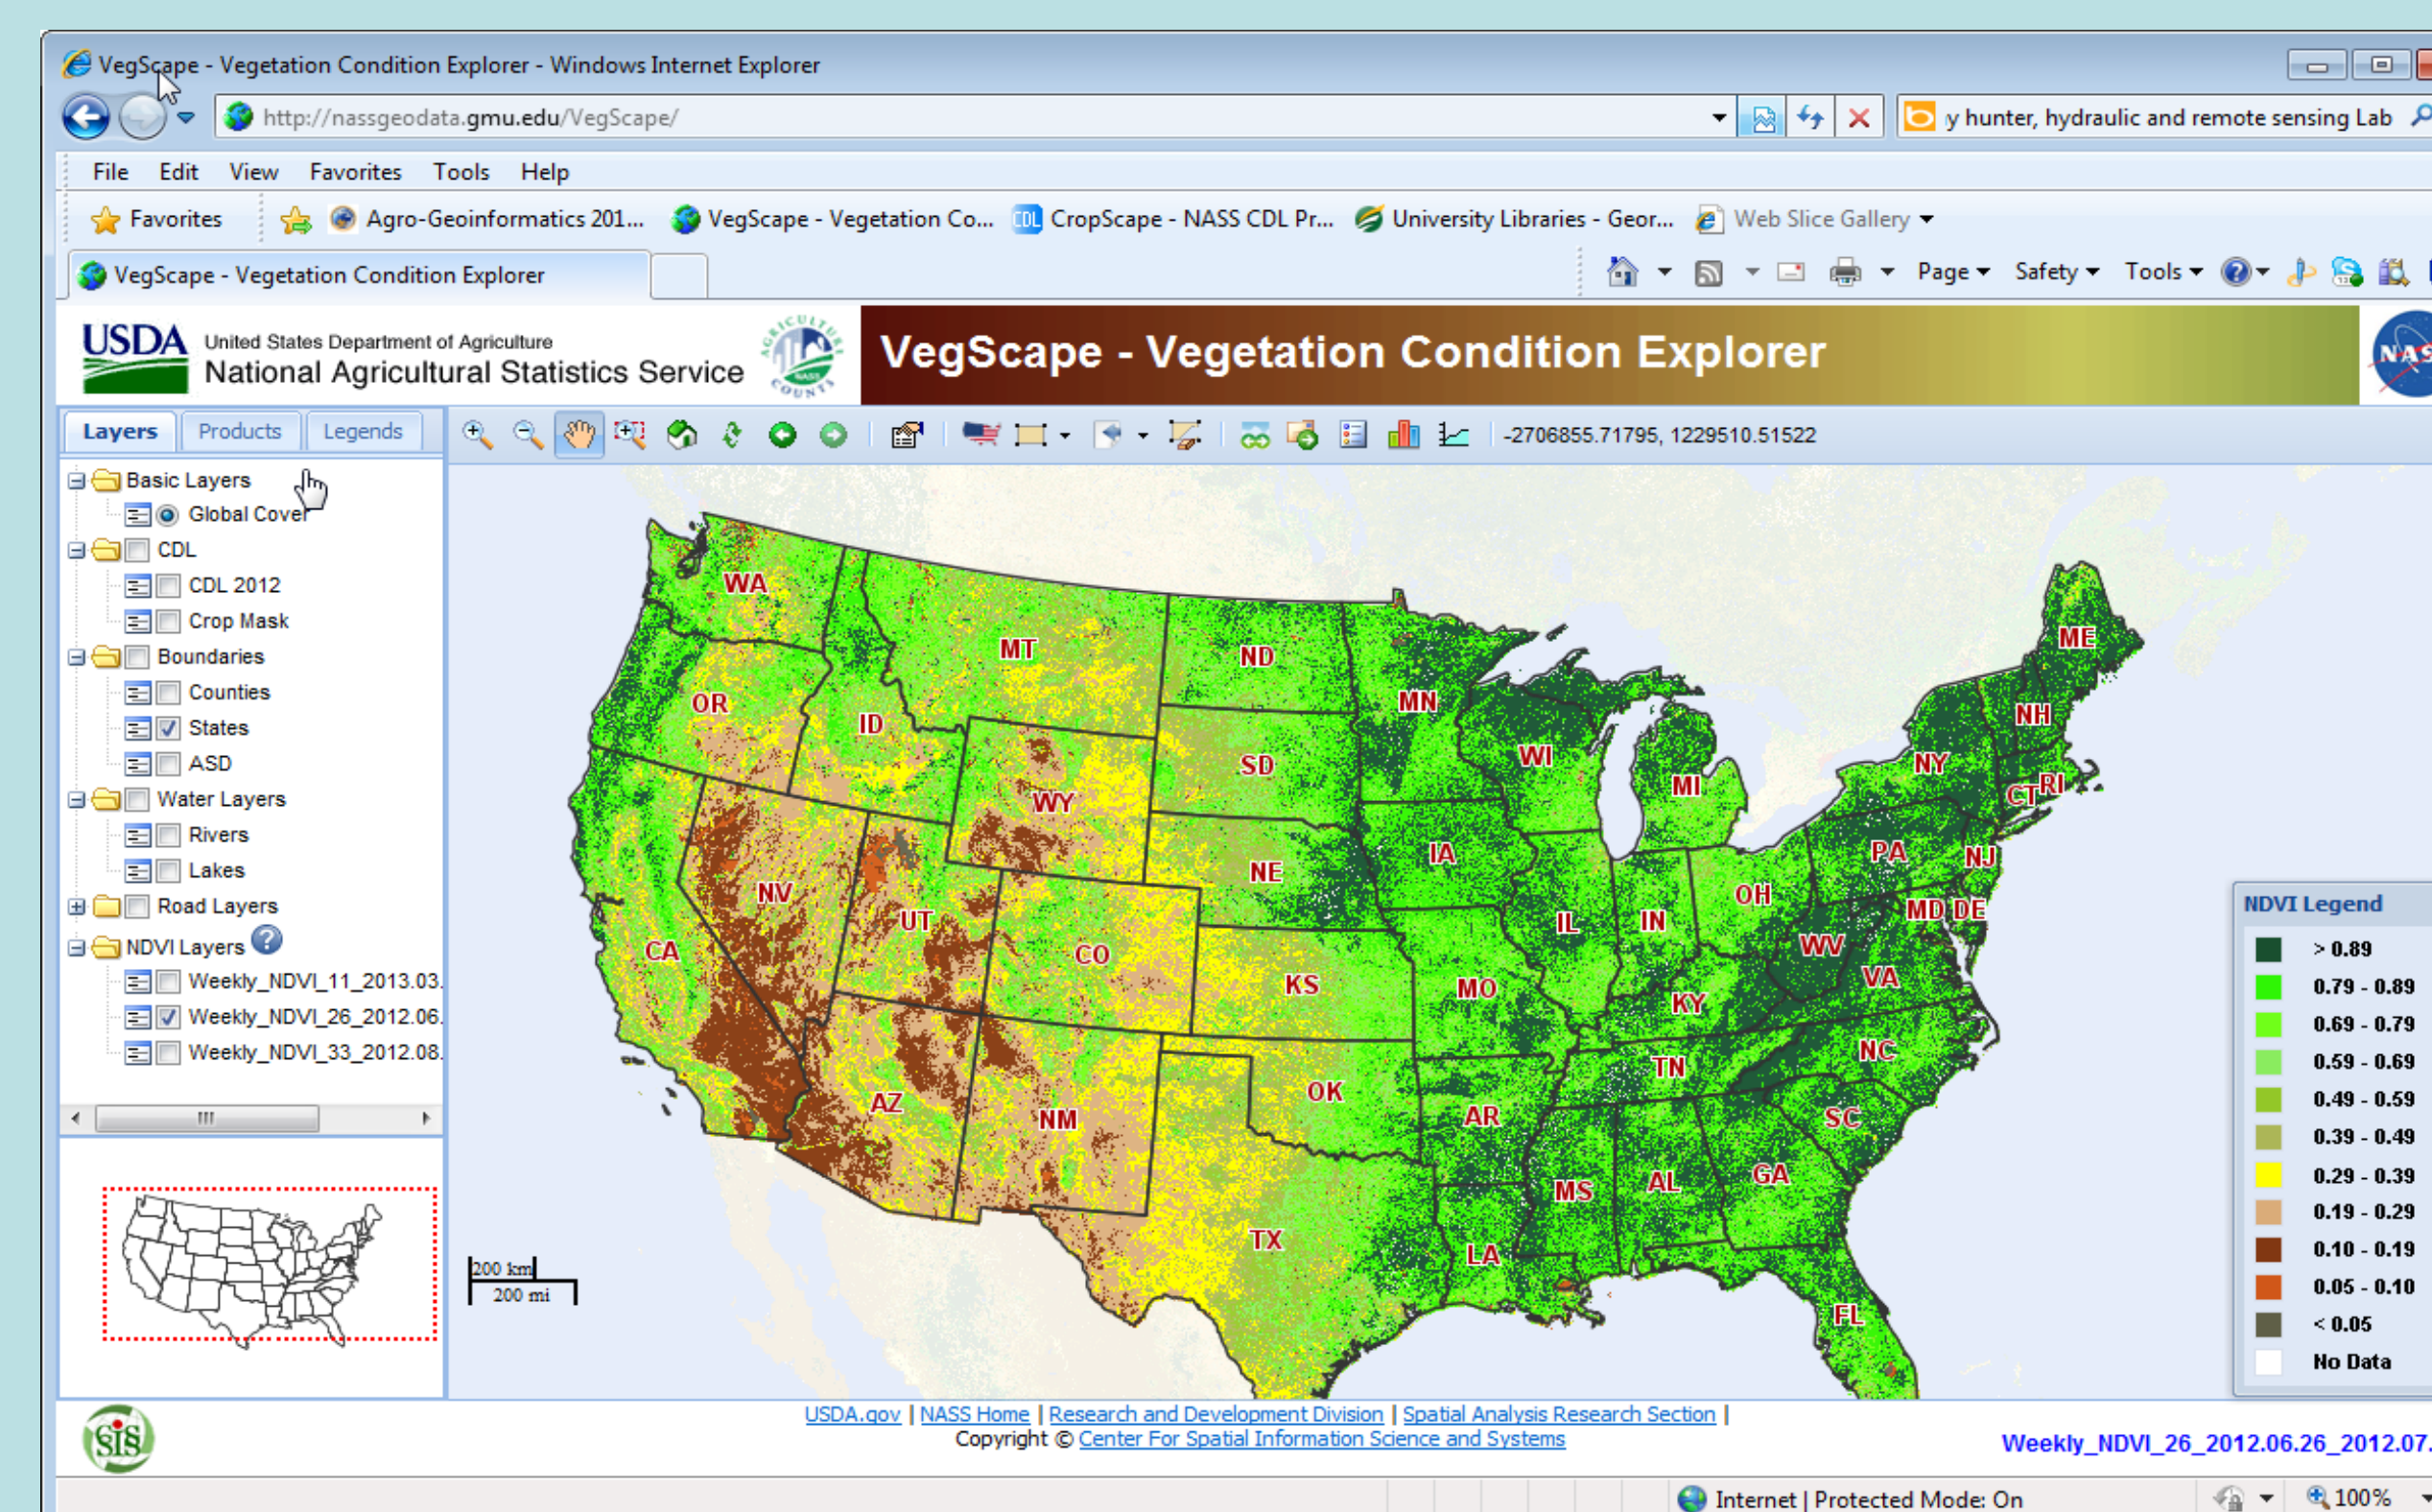 VegScape - Vegetation Condition Explorer - Windows Internet Explorer
http://nassgeodata.gmu.edu/VegScape/
y hunter, hydraulic and remote sensing Lab
File Edit View Favorites Tools Help
Favorites Agro-Geoinformatics 201... VegScape - Vegetation Co... CDL CropScape - NASS CDL Pr... University Libraries - Geor... Web Slice Gallery
VegScape - Vegetation Condition Explorer
Page Safety Tools
USDA United States Department of Agriculture
National Agricultural Statistics Service
AGRICULTURE NASS COUNTS
VegScape - Vegetation Condition Explorer
NAS
Layers Products Legends
-2706855.71795, 1229510.51522
Basic Layers
Global Cover
CDL
CDL 2012
Crop Mask
Boundaries
Counties
States
ASD
Water Layers
Rivers
Lakes
Road Layers
NDVI Layers
Weekly_NDVI_11_2013.03.
Weekly_NDVI_26_2012.06.
Weekly_NDVI_33_2012.08.
WA
MT
ND
MN
ME
OR
ID
SD
WI
MI
NY
NH
WY
CT
RI
NE
IA
PA
NJ
NV
UT
CO
IL
IN
OH
MD
DE
CA
KS
MO
WV
VA
KY
AZ
NM
OK
AR
TN
NC
SC
TX
LA
MS
AL
GA
FL
200 km
200 mi
NDVI Legend
> 0.89
0.79 - 0.89
0.69 - 0.79
0.59 - 0.69
0.49 - 0.59
0.39 - 0.49
0.29 - 0.39
0.19 - 0.29
0.10 - 0.19
0.05 - 0.10
< 0.05
No Data
SIS
USDA.gov | NASS Home | Research and Development Division | Spatial Analysis Research Section |
Copyright © Center For Spatial Information Science and Systems
Weekly_NDVI_26_2012.06.26_2012.07.
Internet | Protected Mode: On
100%